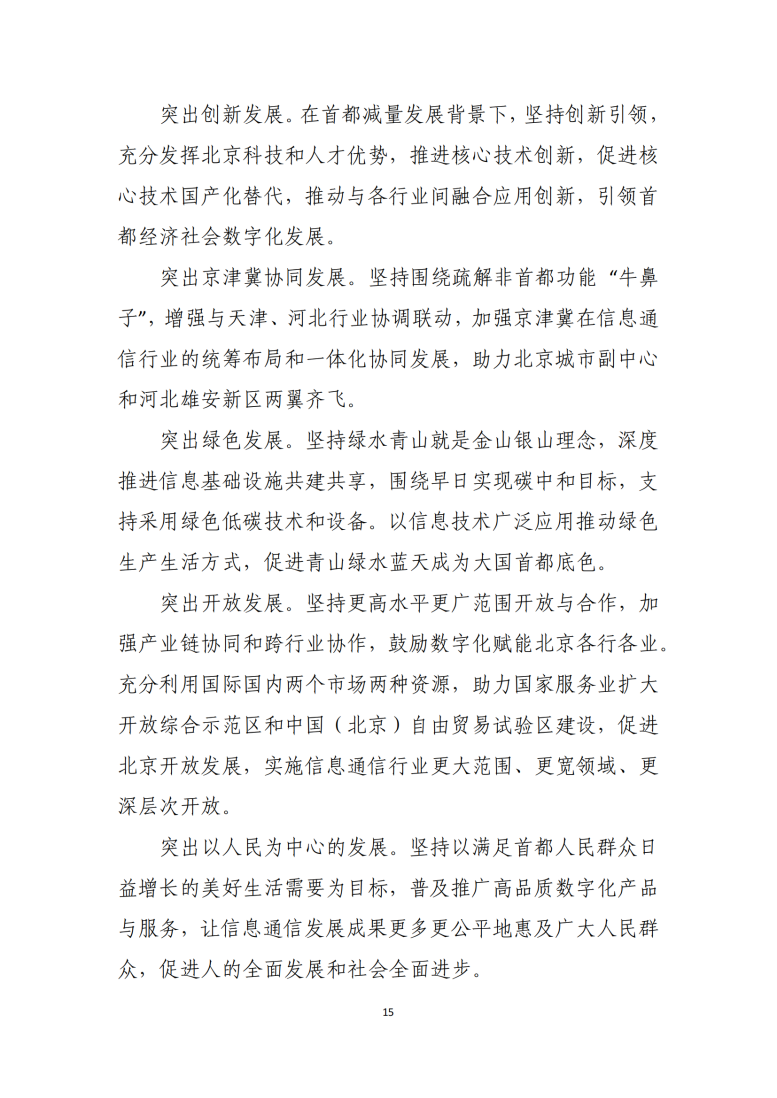 突出创新发展。在首都减量发展背景下，坚持创新引领，
充分发挥北京科技和人才优势，推进核心技术创新，促进核
心技术国产化替代，推动与各行业间融合应用创新，引领首
都经济社会数字化发展。
突出京津冀协同发展。坚持围绕疏解非首都功能“牛鼻
子”，增强与天津、河北行业协调联动，加强京津冀在信息通
信行业的统筹布局和一体化协同发展，助力北京城市副中心
和河北雄安新区两翼齐飞。
突出绿色发展。坚持绿水青山就是金山银山理念，深度
推进信息基础设施共建共享，围绕早日实现碳中和目标，支
持采用绿色低碳技术和设备。以信息技术广泛应用推动绿色
生产生活方式，促进青山绿水蓝天成为大国首都底色。
突出开放发展。坚持更高水平更广范围开放与合作，加
强产业链协同和跨行业协作，鼓励数字化赋能北京各行各业。
充分利用国际国内两个市场两种资源，助力国家服务业扩大
开放综合示范区和中国（北京）自由贸易试验区建设，促进
北京开放发展，实施信息通信行业更大范围、更宽领域、更
深层次开放。
突出以人民为中心的发展。坚持以满足首都人民群众日
益增长的美好生活需要为目标，普及推广高品质数字化产品
与服务，让信息通信发展成果更多更公平地惠及广大人民群
众，促进人的全面发展和社会全面进步。
15